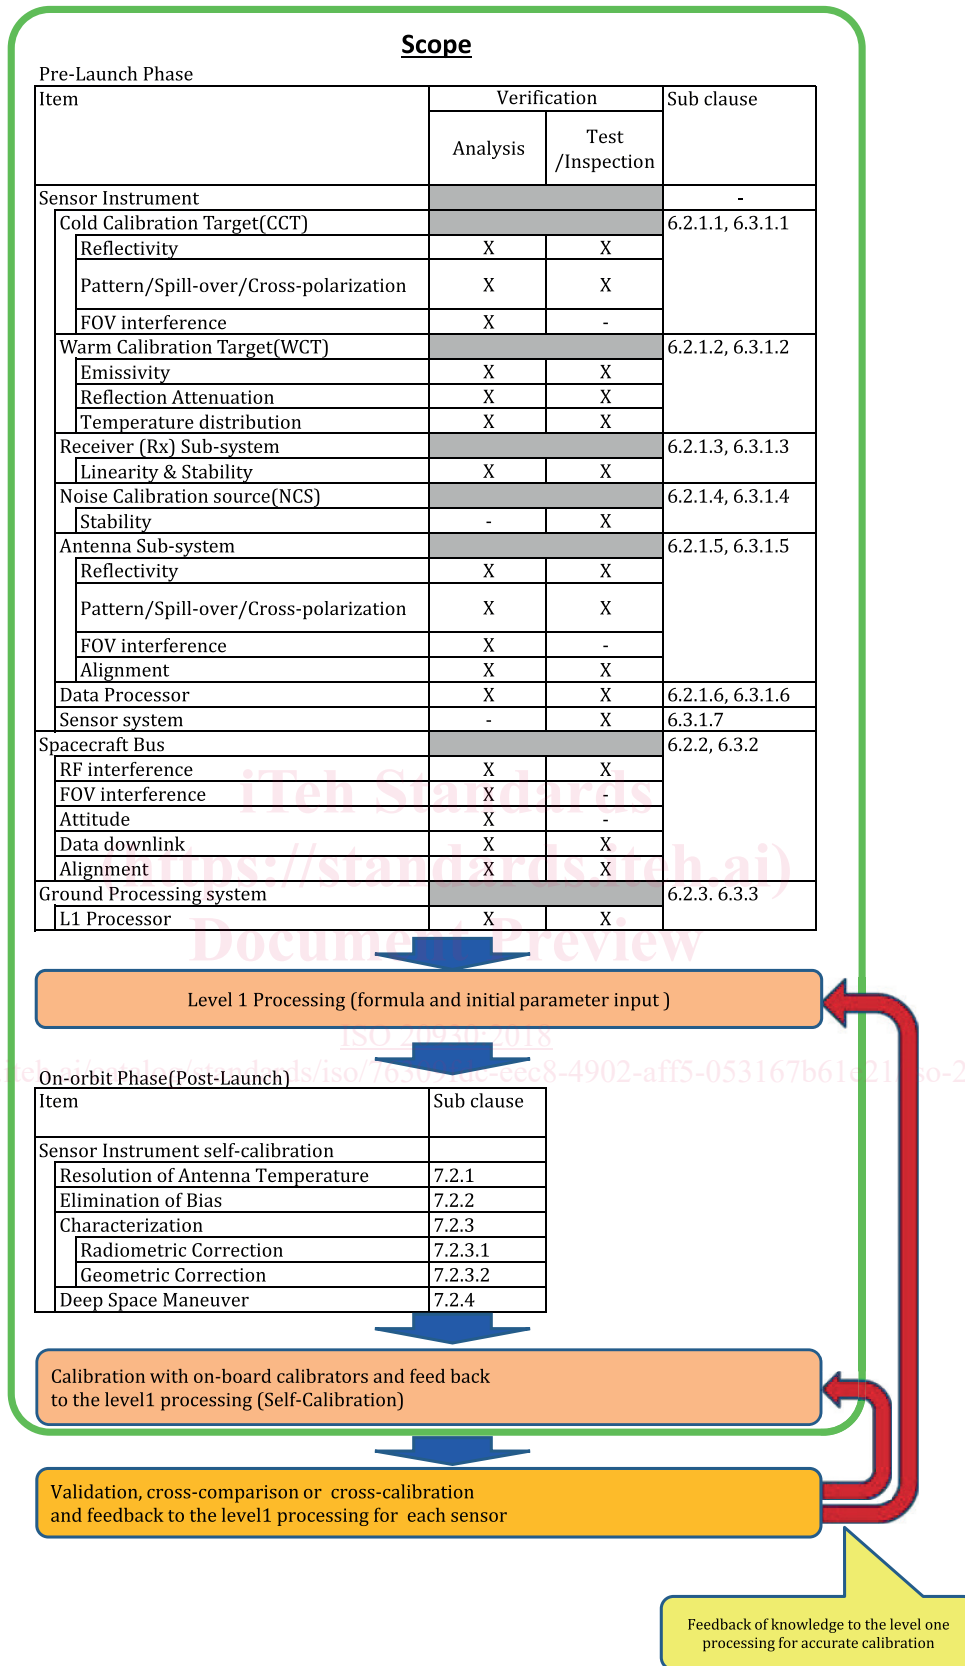 Scope
Pre-Launch Phase
Item Verification Sub clause
Analysis Test /Inspection
Sensor Instrument -
Cold Calibration Target(CCT) 6.2.1.1, 6.3.1.1
Reflectivity X X
Pattern/Spill-over/Cross-polarization X X
FOV interference X -
Warm Calibration Target(WCT) 6.2.1.2, 6.3.1.2
Emissivity X X
Reflection Attenuation X X
Temperature distribution X X
Receiver (Rx) Sub-system 6.2.1.3, 6.3.1.3
Linearity & Stability X X
Noise Calibration source(NCS) 6.2.1.4, 6.3.1.4
Stability - X
Antenna Sub-system 6.2.1.5, 6.3.1.5
Reflectivity X X
Pattern/Spill-over/Cross-polarization X X
FOV interference X -
Alignment X X
Data Processor X X 6.2.1.6, 6.3.1.6
Sensor system - X 6.3.1.7
Spacecraft Bus 6.2.2, 6.3.2
RF interference X X
FOV interference X -
Attitude X -
Data downlink X X
Alignment X X
Ground Processing system 6.2.3. 6.3.3
L1 Processor X X
iTeh Standards
(https://standards.iteh.ai)
Document Preview
Level 1 Processing (formula and initial parameter input )
ISO 20930:2018
On-orbit Phase(Post-Launch)
Item Sub clause
Sensor Instrument self-calibration
Resolution of Antenna Temperature 7.2.1
Elimination of Bias 7.2.2
Characterization 7.2.3
Radiometric Correction 7.2.3.1
Geometric Correction 7.2.3.2
Deep Space Maneuver 7.2.4
Calibration with on-board calibrators and feed back
to the level1 processing (Self-Calibration)
Validation, cross-comparison or cross-calibration
and feedback to the level1 processing for each sensor
Feedback of knowledge to the level one
processing for accurate calibration